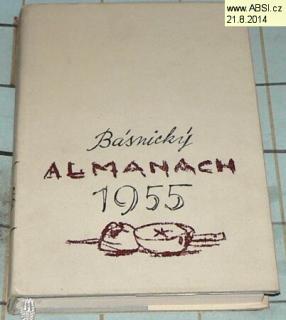 www.ABSI.cz
21.8.2014
Básnický
ALMANACH
1955